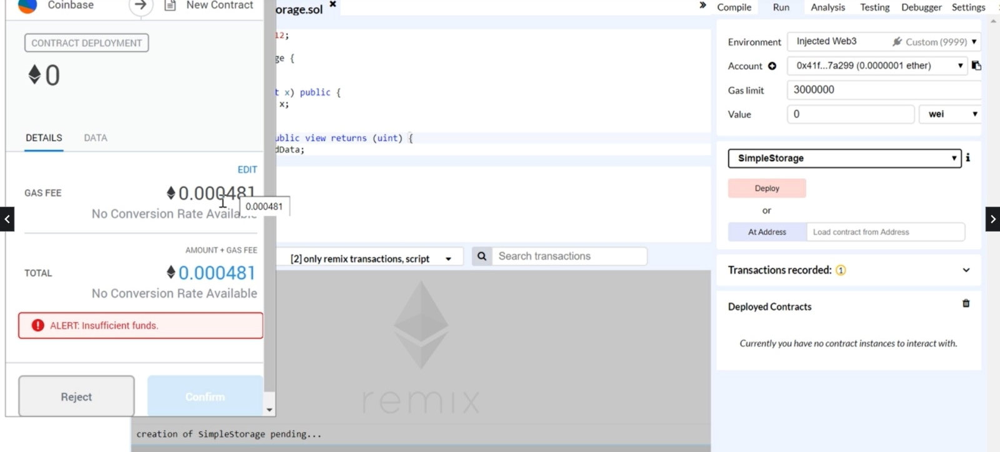 Coinbase
New Contract
CONTRACT DEPLOYMENT
0
DETAILS DATA
EDIT
GAS FEE 0.000481
0.000481
No Conversion Rate Available
AMOUNT + GAS FEE
TOTAL 0.000481
No Conversion Rate Available
ALERT: Insufficient funds.
Reject Confirm
orage.sol
12;
ge {
t x) public {
x;
ublic view returns (uint) {
dData;
[2] only remix transactions, script
Search transactions
remix
creation of SimpleStorage pending...
Compile Run Analysis Testing Debugger Settings
Environment Injected Web3 Custom (9999)
Account 0x41f...7a299 (0.0000001 ether)
Gas limit 3000000
Value 0 wei
SimpleStorage
Deploy
or
At Address Load contract from Address
Transactions recorded: 1
Deployed Contracts
Currently you have no contract instances to interact with.